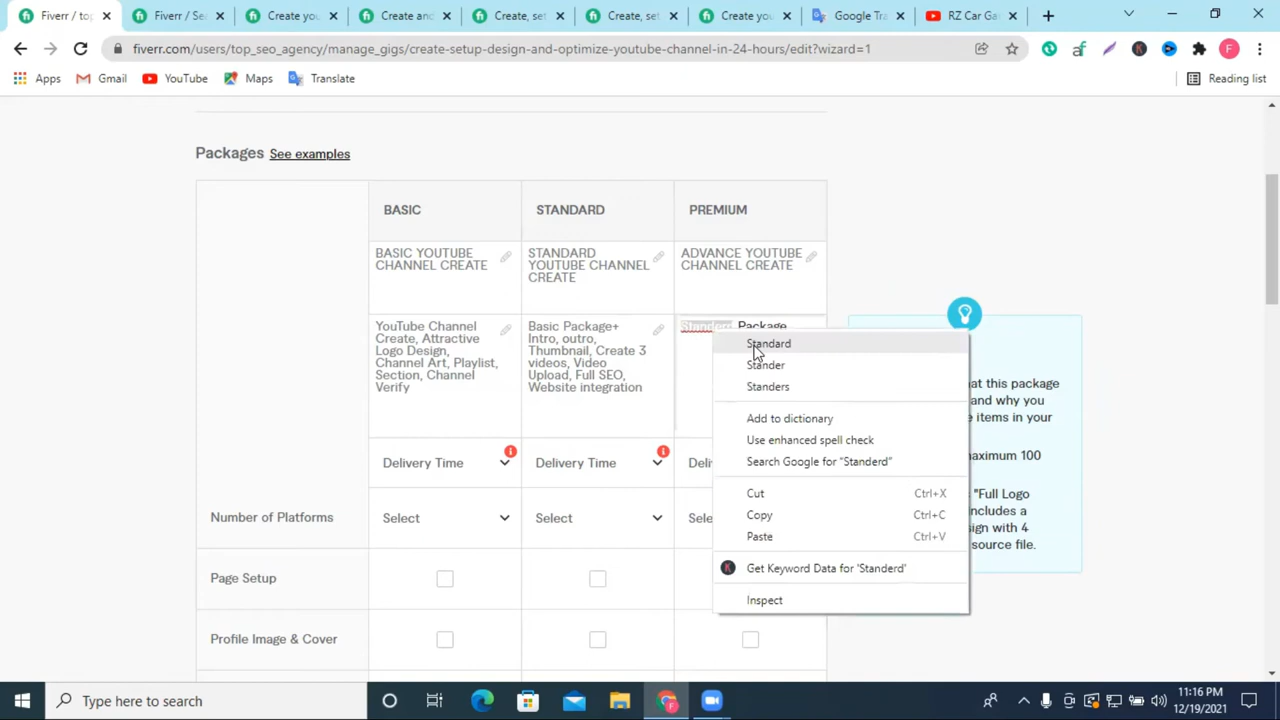 Fiverr / top
Fiverr / Se
Create you
Create and
Create, set
Create, set
Create you
Google Tra
RZ Car Ga
fiverr.com/users/top_seo_agency/manage_gigs/create-setup-design-and-optimize-youtube-channel-in-24-hours/edit?wizard=1
Apps
Gmail
YouTube
Maps
Translate
Reading list
Packages See examples
BASIC
STANDARD
PREMIUM
BASIC YOUTUBE
CHANNEL CREATE
STANDARD
YOUTUBE CHANNEL
CREATE
ADVANCE YOUTUBE
CHANNEL CREATE
YouTube Channel
Create, Attractive
Logo Design,
Channel Art, Playlist,
Section, Channel
Verify
Basic Package+
Intro, outro,
Thumbnail, Create 3
videos, Video
Upload, Full SEO,
Website integration
Standerd Package
Standard
Stander
Standers
Add to dictionary
Use enhanced spell check
Search Google for "Standerd"
Cut Ctrl+X
Copy Ctrl+C
Paste Ctrl+V
Get Keyword Data for 'Standerd'
Inspect
that this package
and why you
e items in your
maximum 100
"Full Logo
includes a
sign with 4
source file.
Delivery Time
Delivery Time
Deli
Number of Platforms
Select
Select
Sele
Page Setup
Profile Image & Cover
Type here to search
11:16 PM
12/19/2021